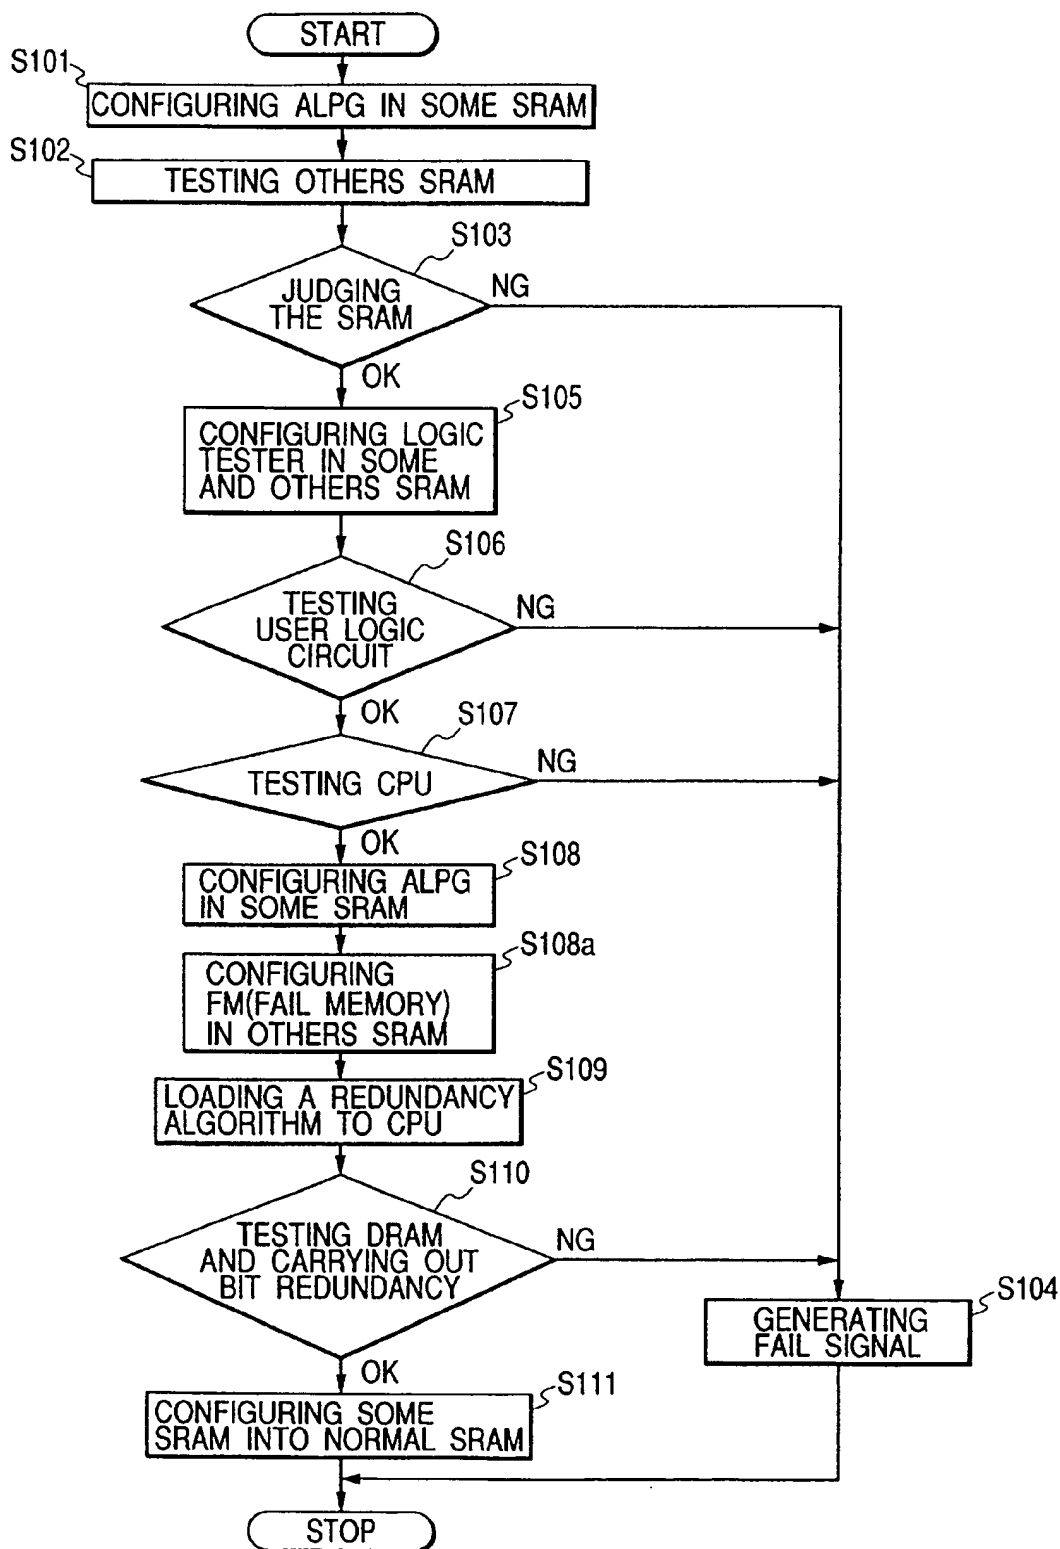 START
S101
CONFIGURING ALPG IN SOME SRAM
S102
TESTING OTHERS SRAM
S103
JUDGING
THE SRAM
NG
OK
S105
CONFIGURING LOGIC
TESTER IN SOME
AND OTHERS SRAM
S106
TESTING
USER LOGIC
CIRCUIT
NG
OK
S107
TESTING CPU
NG
OK
S108
CONFIGURING ALPG
IN SOME SRAM
S108a
CONFIGURING
FM(FAIL MEMORY)
IN OTHERS SRAM
S109
LOADING A REDUNDANCY
ALGORITHM TO CPU
S110
TESTING DRAM
AND CARRYING OUT
BIT REDUNDANCY
NG
S104
GENERATING
FAIL SIGNAL
OK
S111
CONFIGURING SOME
SRAM INTO NORMAL SRAM
STOP